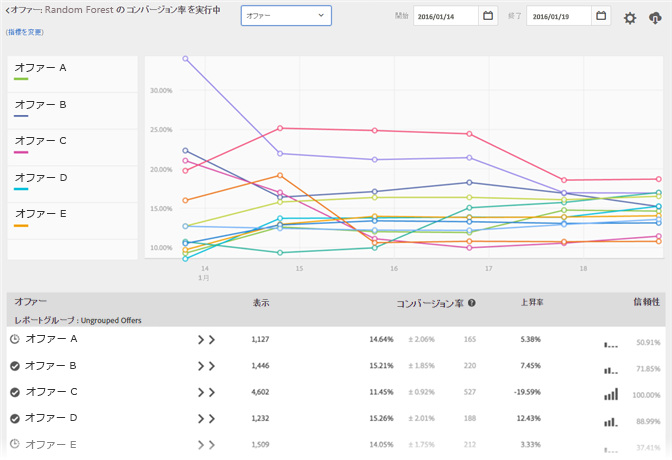 オファー: Random Forest の コンバージョン率 を実行中
オファー
開始 2016/01/14 終了 2016/01/19
(指標を変更)
オファー A
オファー B
オファー C
オファー D
オファー E
30.00%
25.00%
20.00%
15.00%
10.00%
14 15 16 17 18
1月
オファー 表示 コンバージョン率 上昇率 信頼性
レポートグループ : Ungrouped Offers
オファー A 1,127 14.64% ± 2.06% 165 5.38% 50.91%
オファー B 1,446 15.21% ± 1.85% 220 7.45% 71.85%
オファー C 4,602 11.45% ± 0.92% 527 -19.59% 100.00%
オファー D 1,232 15.26% ± 2.01% 188 12.43% 88.99%
オファー E 1,509 14.05% ± 1.75% 212 3.33% 37.41%